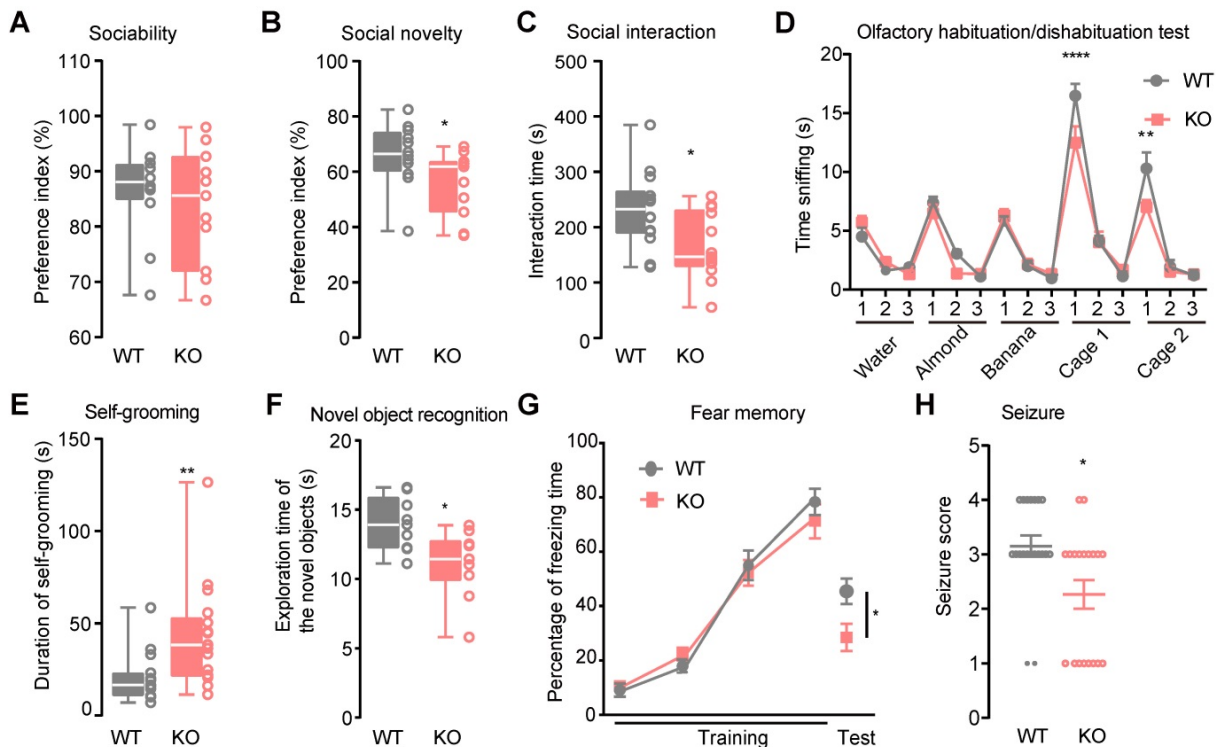 A
Sociability
Preference index (%)
110
100
90
80
70
60
WT
KO
B
Social novelty
Preference index (%)
100
80
60
40
20
0
*
WT
KO
C
Social interaction
Interaction time (s)
500
400
300
200
100
0
*
WT
KO
D
Olfactory habituation/dishabituation test
Time sniffing (s)
20
15
10
5
0
****
**
WT
KO
1 2 3 1 2 3 1 2 3 1 2 3 1 2 3
Water
Almond
Banana
Cage 1
Cage 2
E
Self-grooming
Duration of self-grooming (s)
150
100
50
0
**
WT
KO
F
Novel object recognition
Exploration time of
the novel objects (s)
20
15
10
5
0
*
WT
KO
G
Fear memory
Percentage of freezing time
100
80
60
40
20
0
WT
KO
*
Training
Test
H
Seizure
Seizure score
5
4
3
2
1
0
*
WT
KO